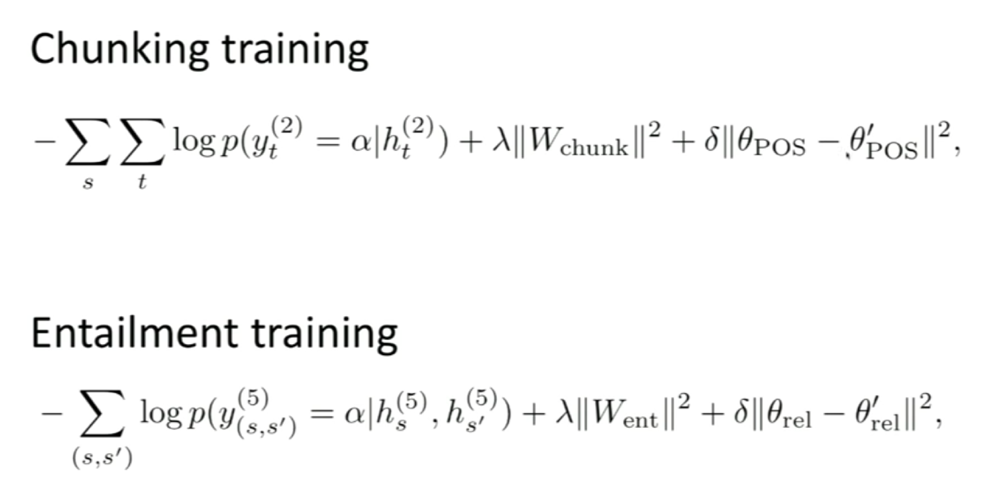 Chunking training
− ∑_s ∑_t log p(y_t^{(2)} = α|h_t^{(2)}) + λ‖W_chunk‖² + δ‖θ_POS − θ′_POS‖²,
Entailment training
− ∑_{(s,s′)} log p(y_{(s,s′)}^{(5)} = α|h_s^{(5)}, h_{s′}^{(5)}) + λ‖W_ent‖² + δ‖θ_rel − θ′_rel‖²,